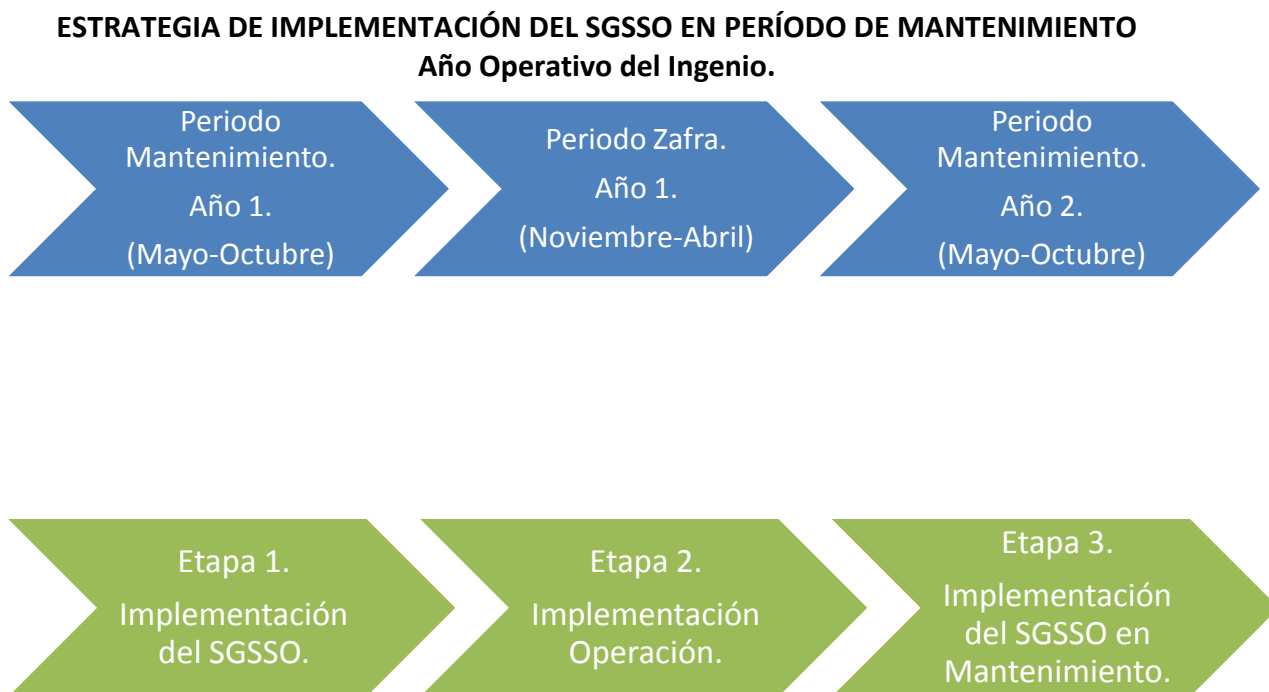 ESTRATEGIA DE IMPLEMENTACIÓN DEL SGSSO EN PERÍODO DE MANTENIMIENTO
Año Operativo del Ingenio.
Periodo
Mantenimiento.
Año 1.
(Mayo-Octubre)
Periodo Zafra.
Año 1.
(Noviembre-Abril)
Periodo
Mantenimiento.
Año 2.
(Mayo-Octubre)
Etapa 1.
Implementación
del SGSSO.
Etapa 2.
Implementación
Operación.
Etapa 3.
Implementación
del SGSSO en
Mantenimiento.